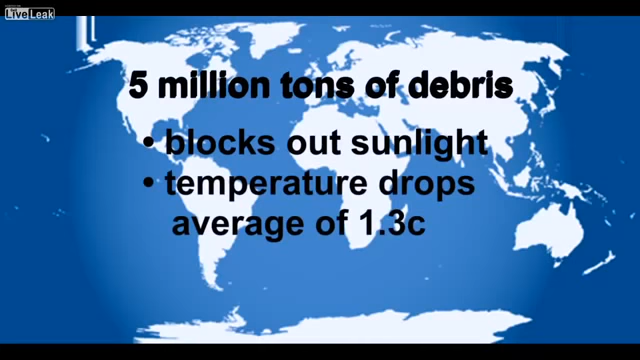 LiveLeak
5 million tons of debris
• blocks out sunlight
• temperature drops
average of 1.3c